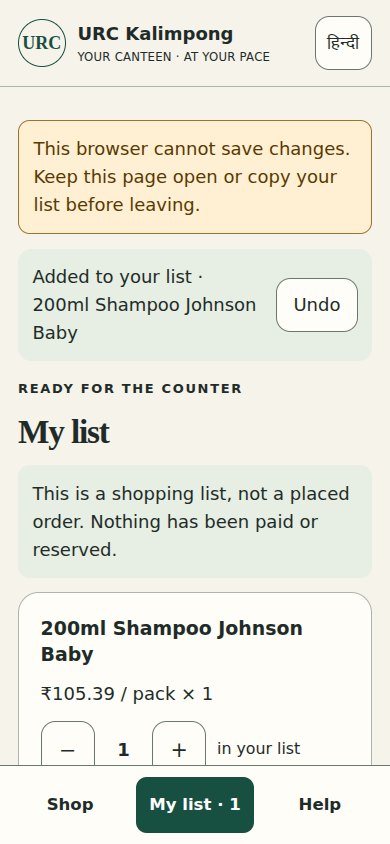 URC
URC Kalimpong
YOUR CANTEEN · AT YOUR PACE
हिन्दी
This browser cannot save changes.
Keep this page open or copy your
list before leaving.
Added to your list ·
200ml Shampoo Johnson
Baby
Undo
READY FOR THE COUNTER
My list
This is a shopping list, not a placed
order. Nothing has been paid or
reserved.
200ml Shampoo Johnson
Baby
₹105.39 / pack × 1
− 1 + in your list
Shop My list · 1 Help